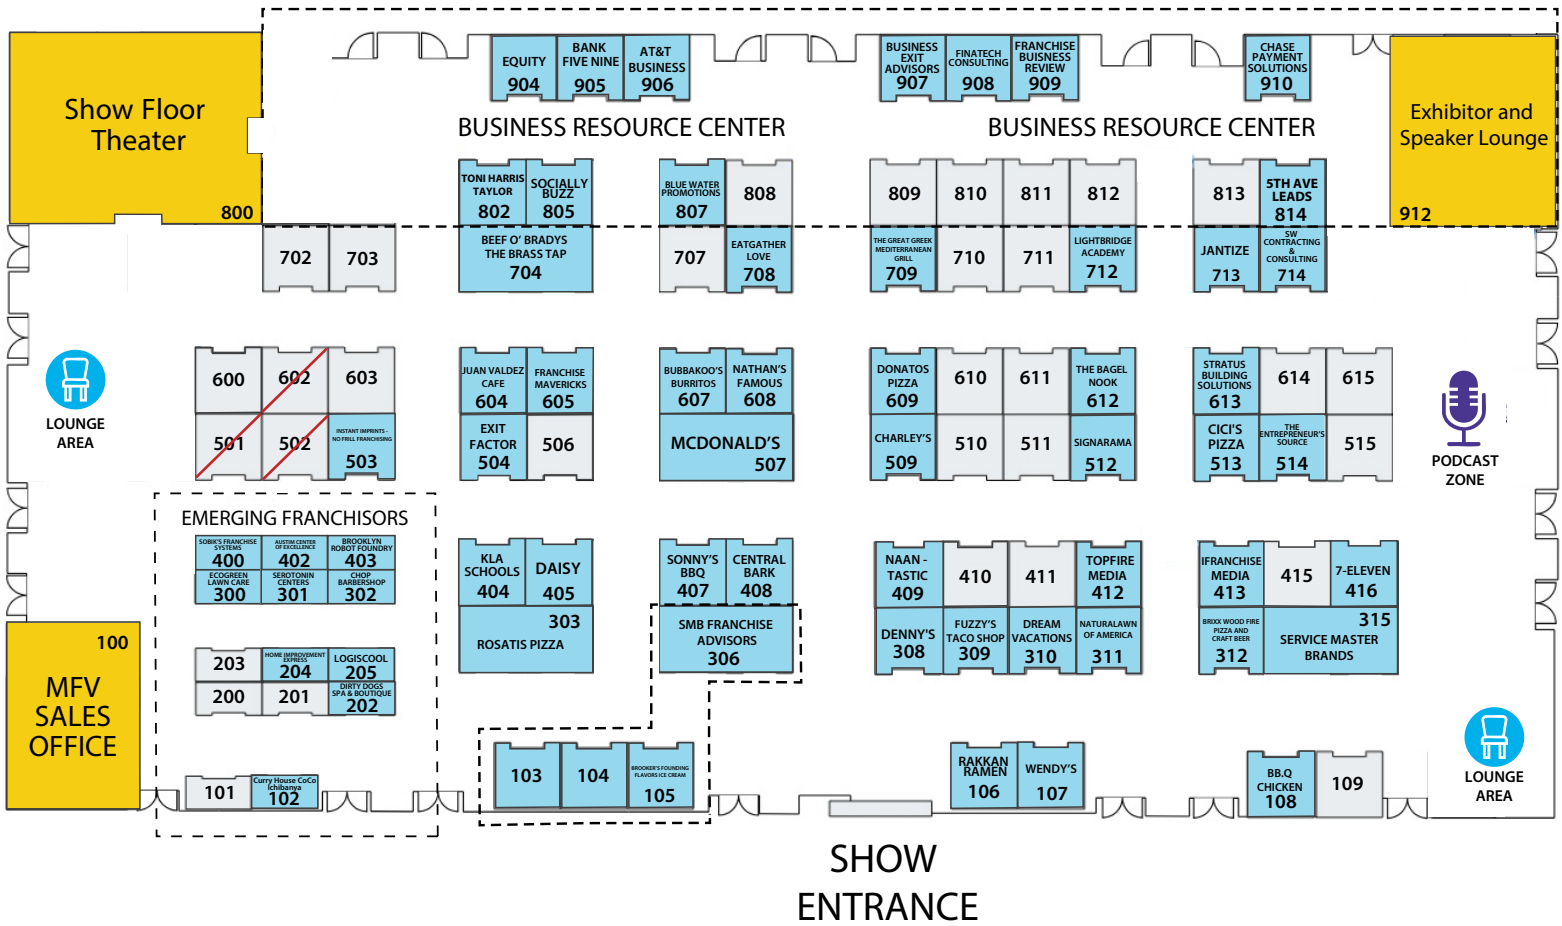 Show Floor
Theater
800
EQUITY
904
BANK
FIVE NINE
905
AT&T
BUSINESS
906
BUSINESS
EXIT
ADVISORS
907
FINATECH
CONSULTING
908
FRANCHISE
BUISNESS
REVIEW
909
CHASE
PAYMENT
SOLUTIONS
910
Exhibitor and
Speaker Lounge
912
BUSINESS RESOURCE CENTER
BUSINESS RESOURCE CENTER
TONI HARRIS
TAYLOR
802
SOCIALLY
BUZZ
805
BLUE WATER
PROMOTIONS
807
808
809
810
811
812
813
5TH AVE
LEADS
814
702
703
BEEF O' BRADYS
THE BRASS TAP
704
707
EATGATHER
LOVE
708
THE GREAT GREEK
MEDITERRANEAN
GRILL
709
710
711
LIGHTBRIDGE
ACADEMY
712
JANTIZE
713
SW
CONTRACTING
&
CONSULTING
714
LOUNGE
AREA
600
602
603
JUAN VALDEZ
CAFE
604
FRANCHISE
MAVERICKS
605
BUBBAKOO'S
BURRITOS
607
NATHAN'S
FAMOUS
608
DONATOS
PIZZA
609
610
611
THE BAGEL
NOOK
612
STRATUS
BUILDING
SOLUTIONS
613
614
615
501
502
INSTANT IMPRINTS -
NO FRILL FRANCHISING
503
EXIT
FACTOR
504
506
MCDONALD'S
507
CHARLEY'S
509
510
511
SIGNARAMA
512
CICI'S
PIZZA
513
THE
ENTREPRENEUR'S
SOURCE
514
515
PODCAST
ZONE
EMERGING FRANCHISORS
SOBIK'S FRANCHISE
SYSTEMS
400
AUSTIM CENTER
OF EXCELLENCE
402
BROOKLYN
ROBOT FOUNDRY
403
ECOGREEN
LAWN CARE
300
SEROTONIN
CENTERS
301
CHOP
BARBERSHOP
302
KLA
SCHOOLS
404
DAISY
405
SONNY'S
BBQ
407
CENTRAL
BARK
408
NAAN -
TASTIC
409
410
411
TOPFIRE
MEDIA
412
IFRANCHISE
MEDIA
413
415
7-ELEVEN
416
303
ROSATIS PIZZA
SMB FRANCHISE
ADVISORS
306
DENNY'S
308
FUZZY'S
TACO SHOP
309
DREAM
VACATIONS
310
NATURALAWN
OF AMERICA
311
BRIXX WOOD FIRE
PIZZA AND
CRAFT BEER
312
315
SERVICE MASTER
BRANDS
100
MFV
SALES
OFFICE
203
HOME IMPROVEMENT
EXPRESS
204
LOGISCOOL
205
200
201
DIRTY DOGS
SPA & BOUTIQUE
202
101
Curry House CoCo
Ichibanya
102
103
104
BROOKER'S FOUNDING
FLAVORS ICE CREAM
105
RAKKAN
RAMEN
106
WENDY'S
107
BB.Q
CHICKEN
108
109
LOUNGE
AREA
SHOW
ENTRANCE